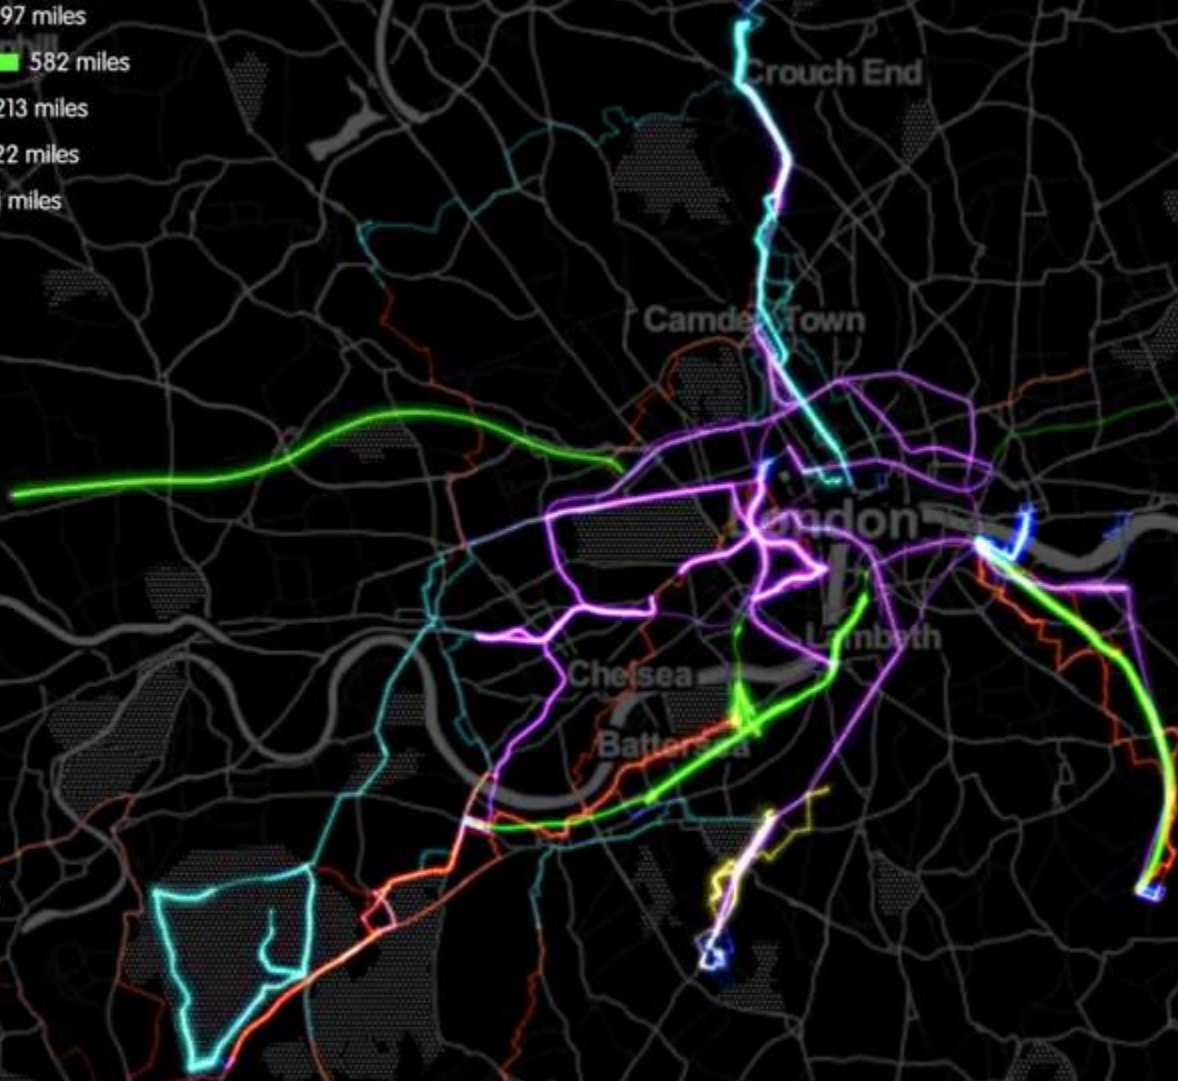 97 miles
582 miles
213 miles
22 miles
miles
Crouch End
Camden Town
London
Lambeth
Chelsea
Battersea